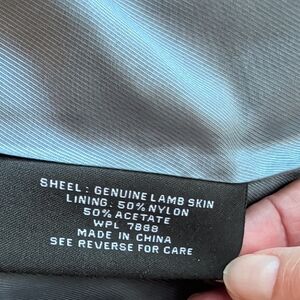 SHEEL : GENUINE LAMB SKIN
LINING : 50% NYLON
50% ACETATE
WPL 7888
MADE IN CHINA
SEE REVERSE FOR CARE